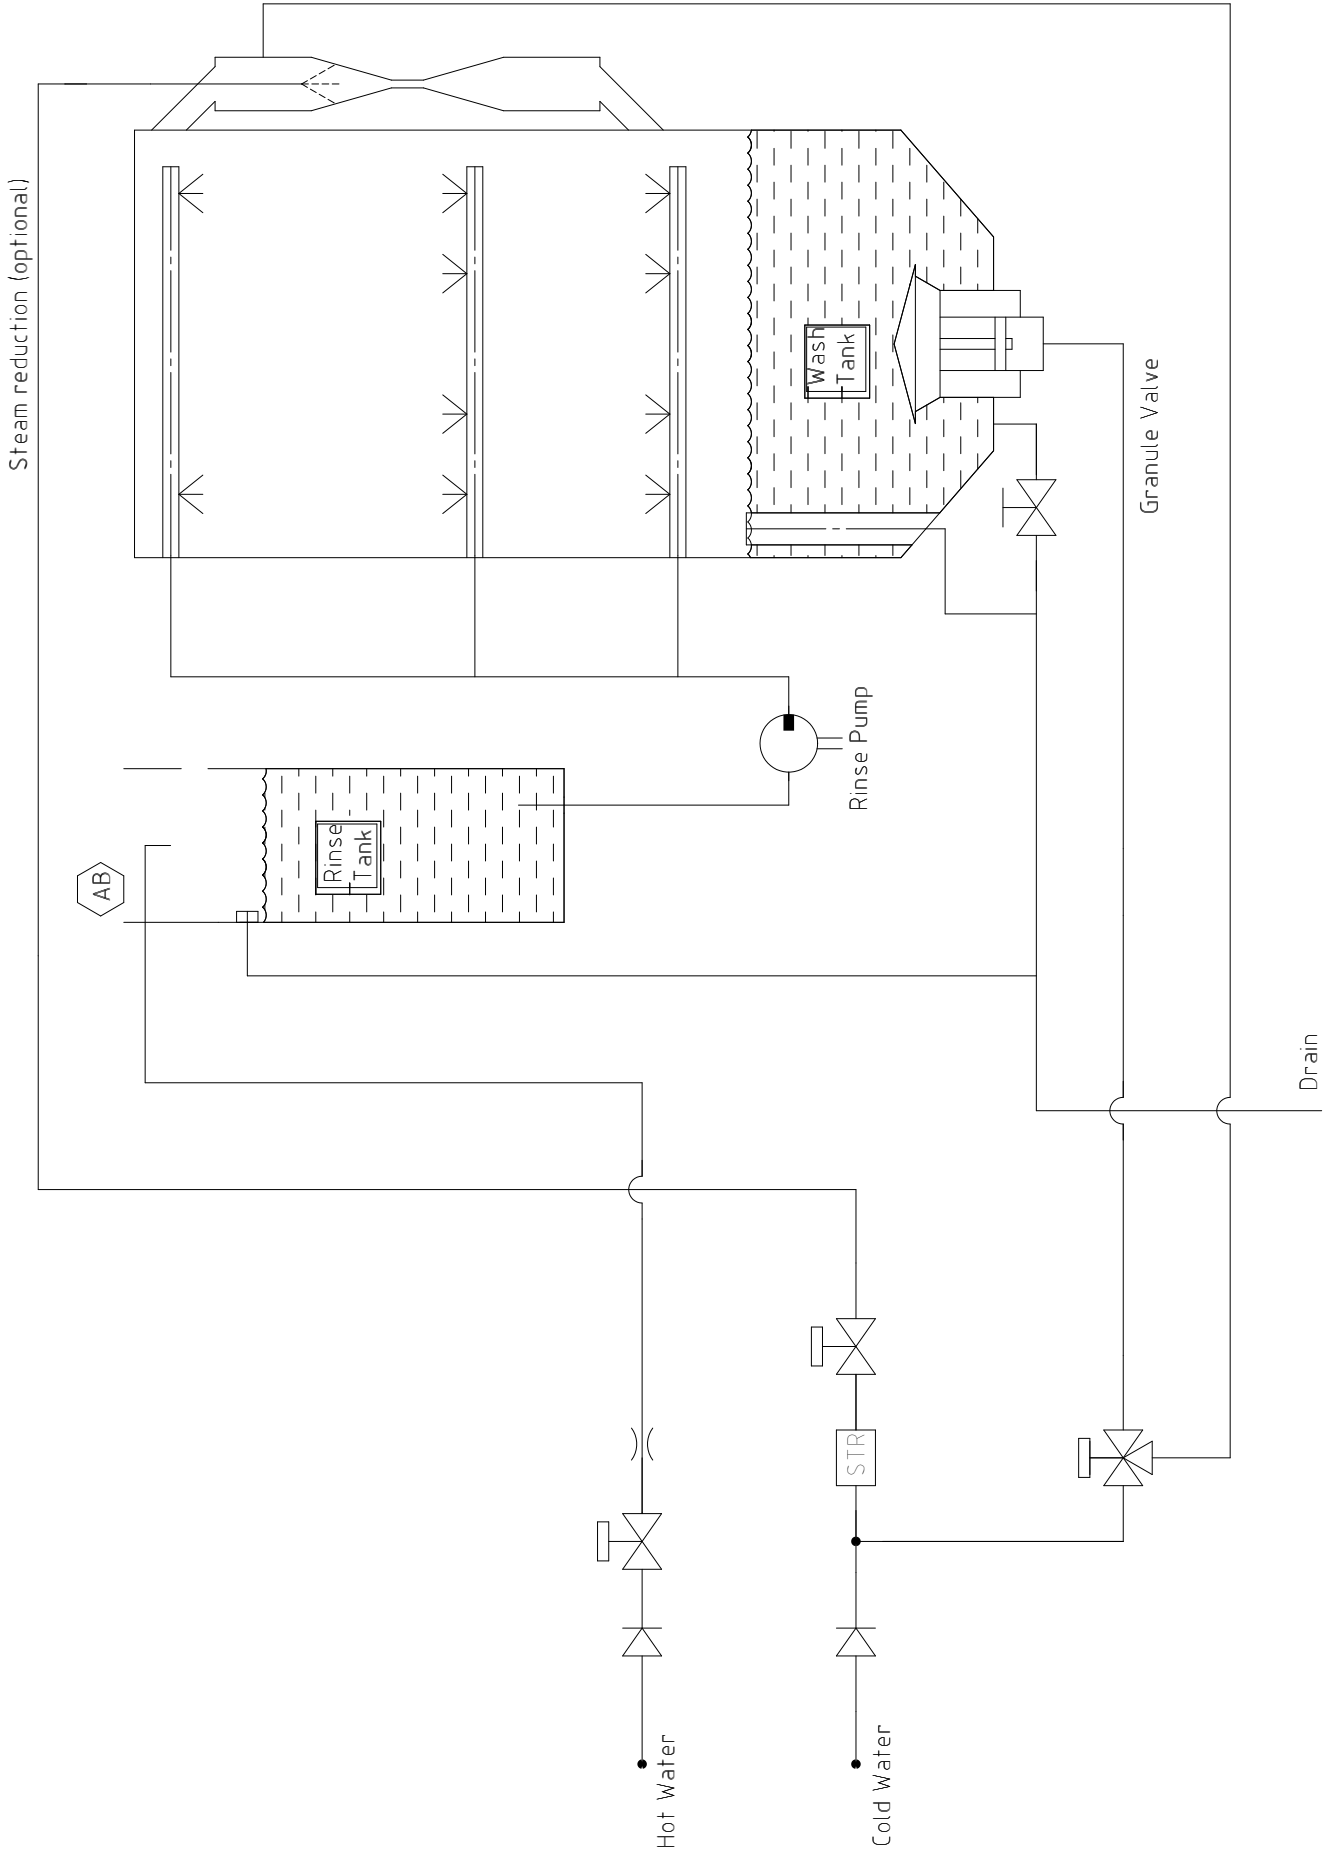 Steam reduction (optional)
AB
Rinse
Tank
Wash
Tank
Rinse Pump
Granule Valve
Drain
STR
Hot Water
Cold Water